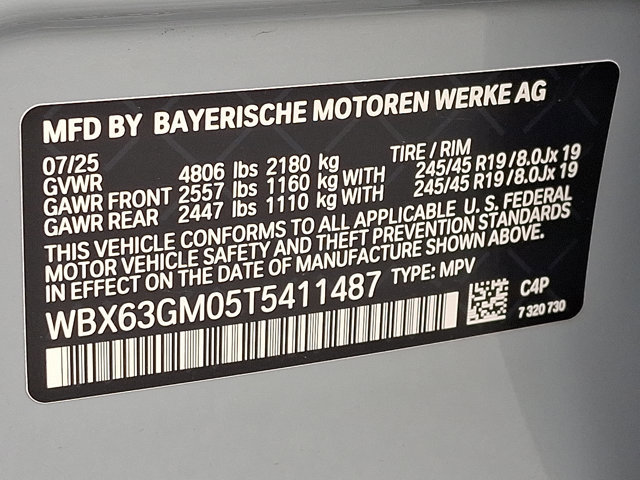 MFD BY BAYERISCHE MOTOREN WERKE AG
07/25 TIRE / RIM
GVWR 4806 lbs 2180 kg
GAWR FRONT 2557 lbs 1160 kg WITH 245/45 R19/8.0Jx 19
GAWR REAR 2447 lbs 1110 kg WITH 245/45 R19/8.0Jx 19
THIS VEHICLE CONFORMS TO ALL APPLICABLE U. S. FEDERAL
MOTOR VEHICLE SAFETY AND THEFT PREVENTION STANDARDS
IN EFFECT ON THE DATE OF MANUFACTURE SHOWN ABOVE.
WBX63GM05T5411487 TYPE: MPV
C4P
7 320 730